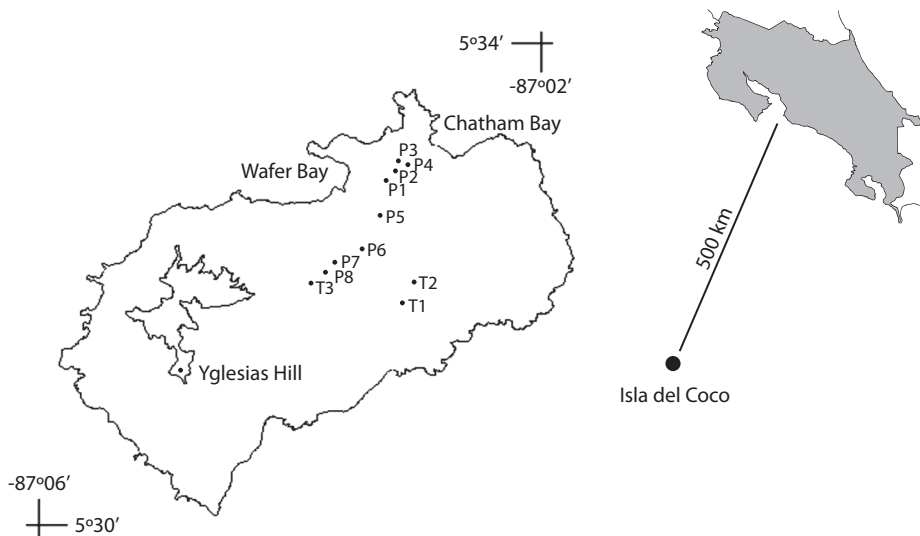 5º34’
-87º02’
Chatham Bay
Wafer Bay
P3
P4
P2
P1
P5
P6
P7
P8
T3
T2
T1
Yglesias Hill
-87º06’
5º30’
500 km
Isla del Coco